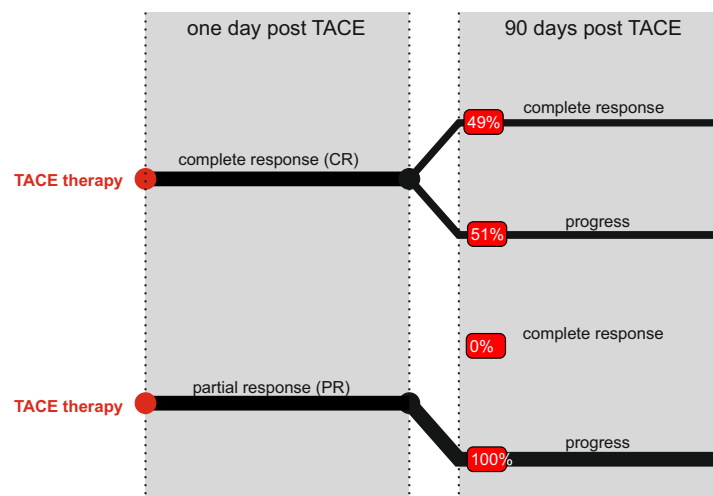 one day post TACE
90 days post TACE
complete response
49%
complete response (CR)
TACE therapy
progress
51%
complete response
0%
partial response (PR)
TACE therapy
progress
100%